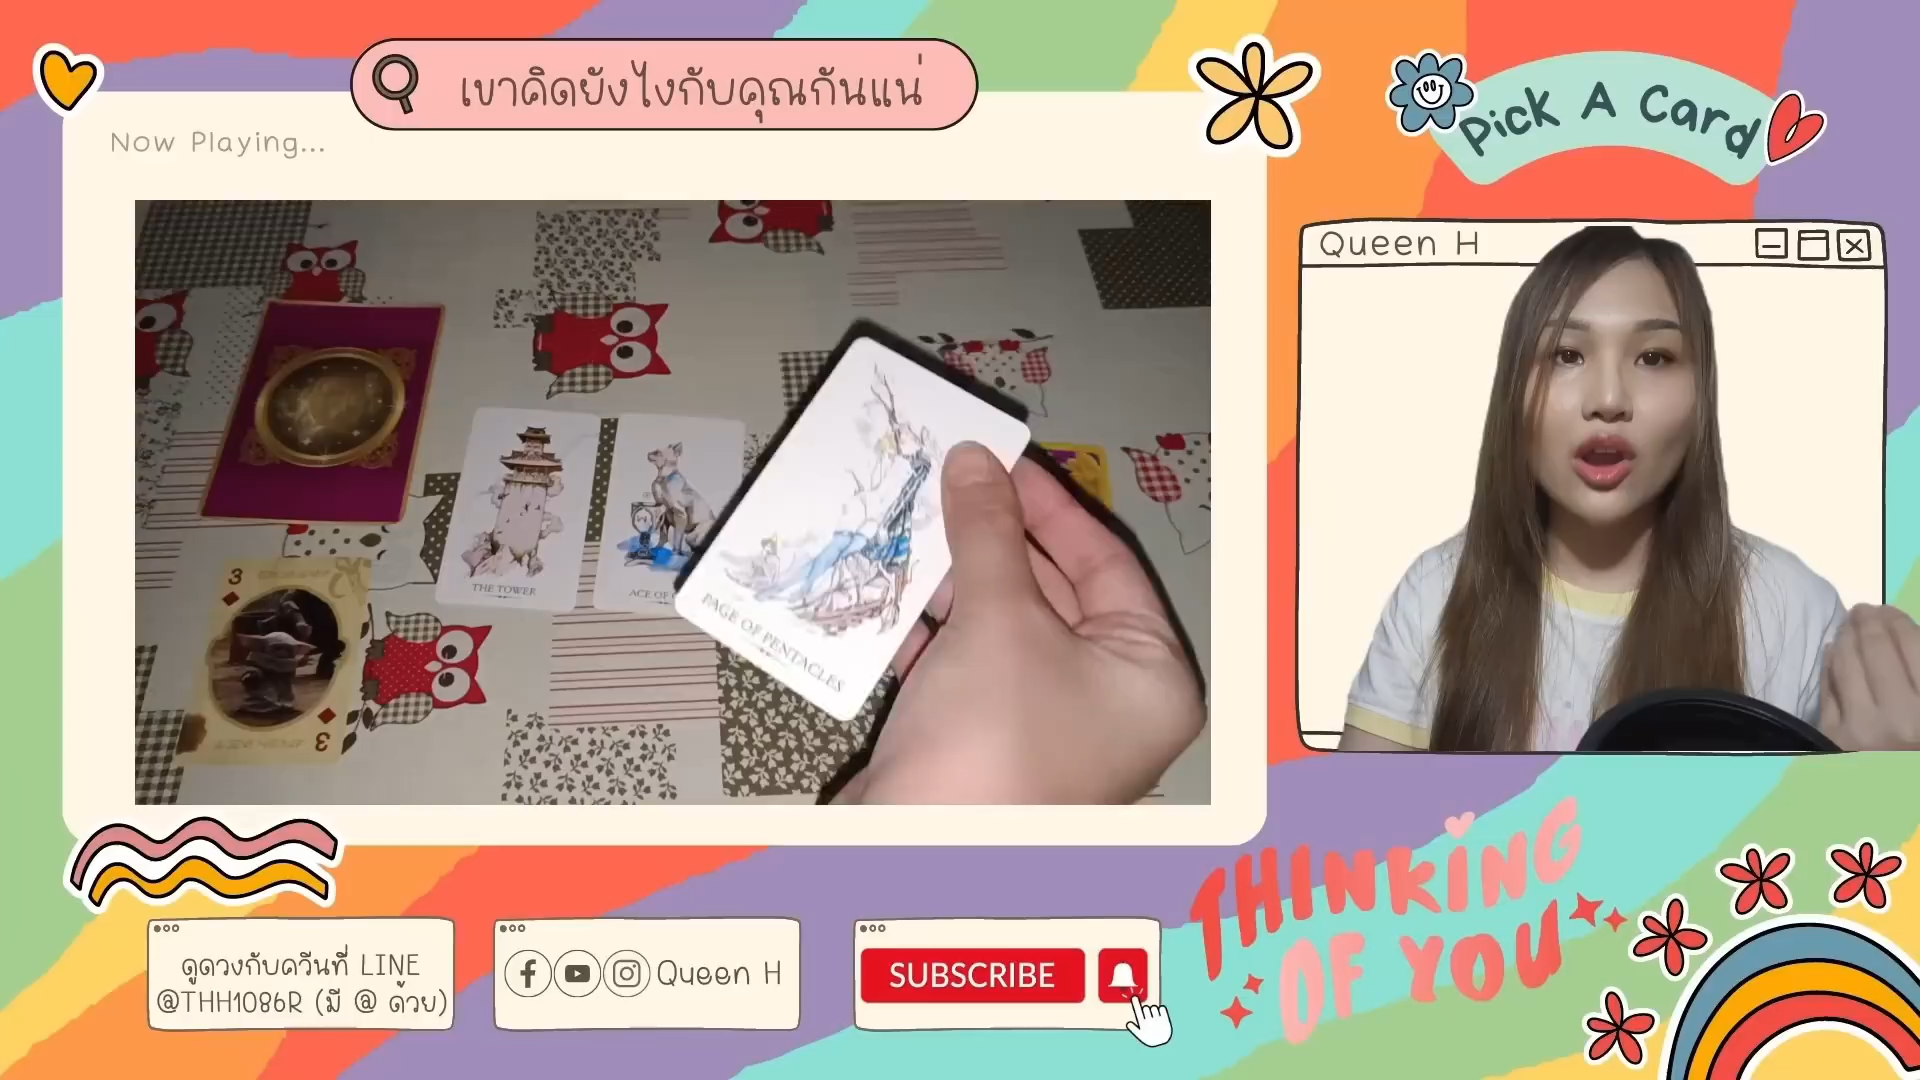 เขาคิดยังไงกับคุณกันแน่
Pick A Card
Now Playing...
Queen H
THE TOWER
ACE OF
PAGE OF PENTACLES
3
3
THINKING
OF YOU
ดูดวงกับควีนที่ LINE
@THH1086R (มี @ ด้วย)
Queen H
SUBSCRIBE